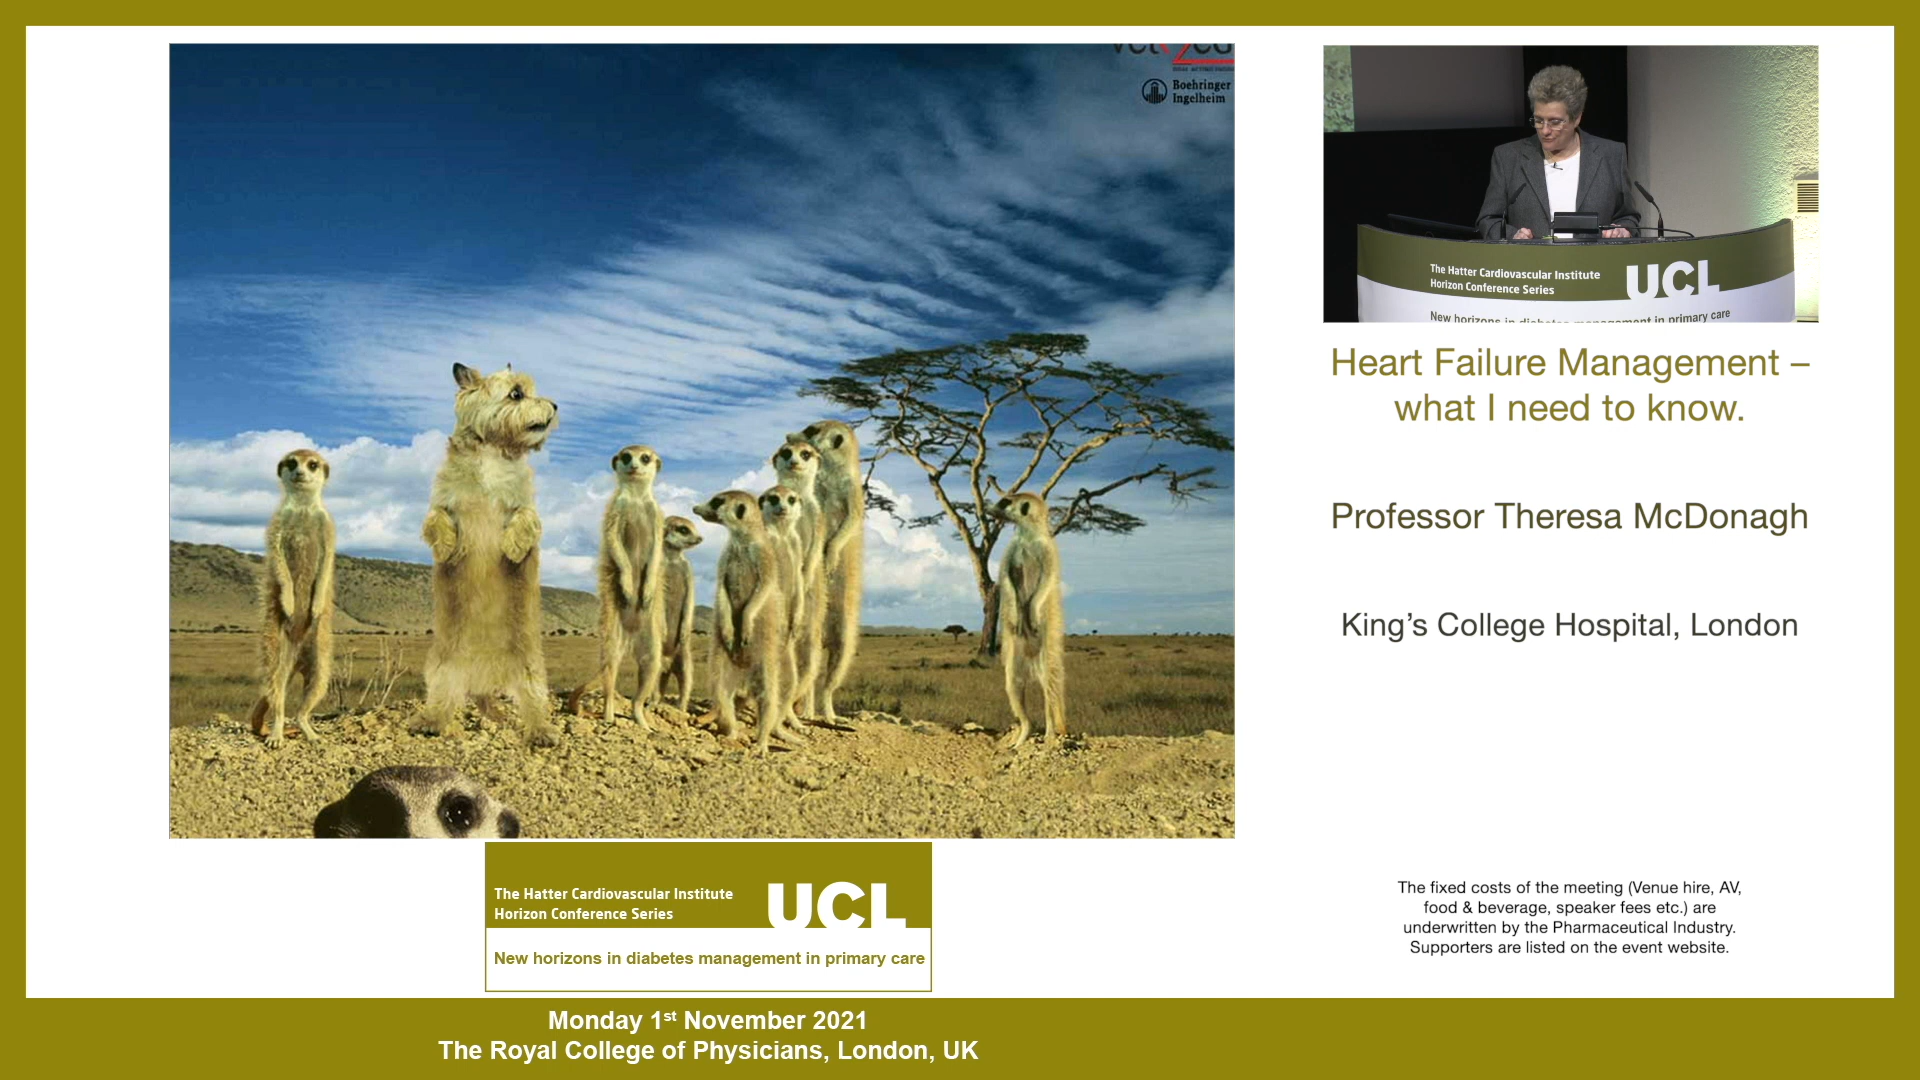 Boehringer
Ingelheim
The Hatter Cardiovascular Institute
Horizon Conference Series
UCL
New horizons in diabetes management in primary care
Heart Failure Management –
what I need to know.
Professor Theresa McDonagh
King's College Hospital, London
The fixed costs of the meeting (Venue hire, AV,
food & beverage, speaker fees etc.) are
underwritten by the Pharmaceutical Industry.
Supporters are listed on the event website.
The Hatter Cardiovascular Institute
Horizon Conference Series
UCL
New horizons in diabetes management in primary care
Monday 1st November 2021
The Royal College of Physicians, London, UK